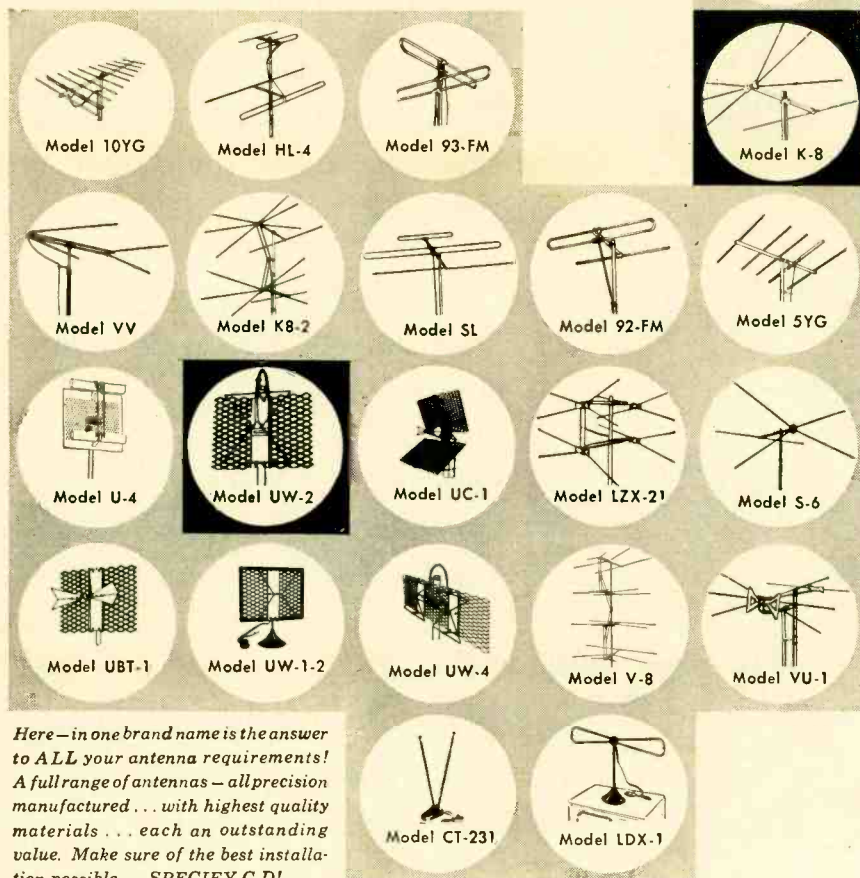 Model 10YG
Model HL-4
Model 93-FM
Model K-8
Model VV
Model K8-2
Model SL
Model 92-FM
Model 5YG
Model U-4
Model UW-2
Model UC-1
Model LZX-21
Model S-6
Model UBT-1
Model UW-1-2
Model UW-4
Model V-8
Model VU-1
Model CT-231
Model LDX-1
Here—in one brand name is the answer
to ALL your antenna requirements!
A full range of antennas — all precision
manufactured ... with highest quality
materials ... each an outstanding
value. Make sure of the best installa-
tion possible ... SPECIFY C-D!